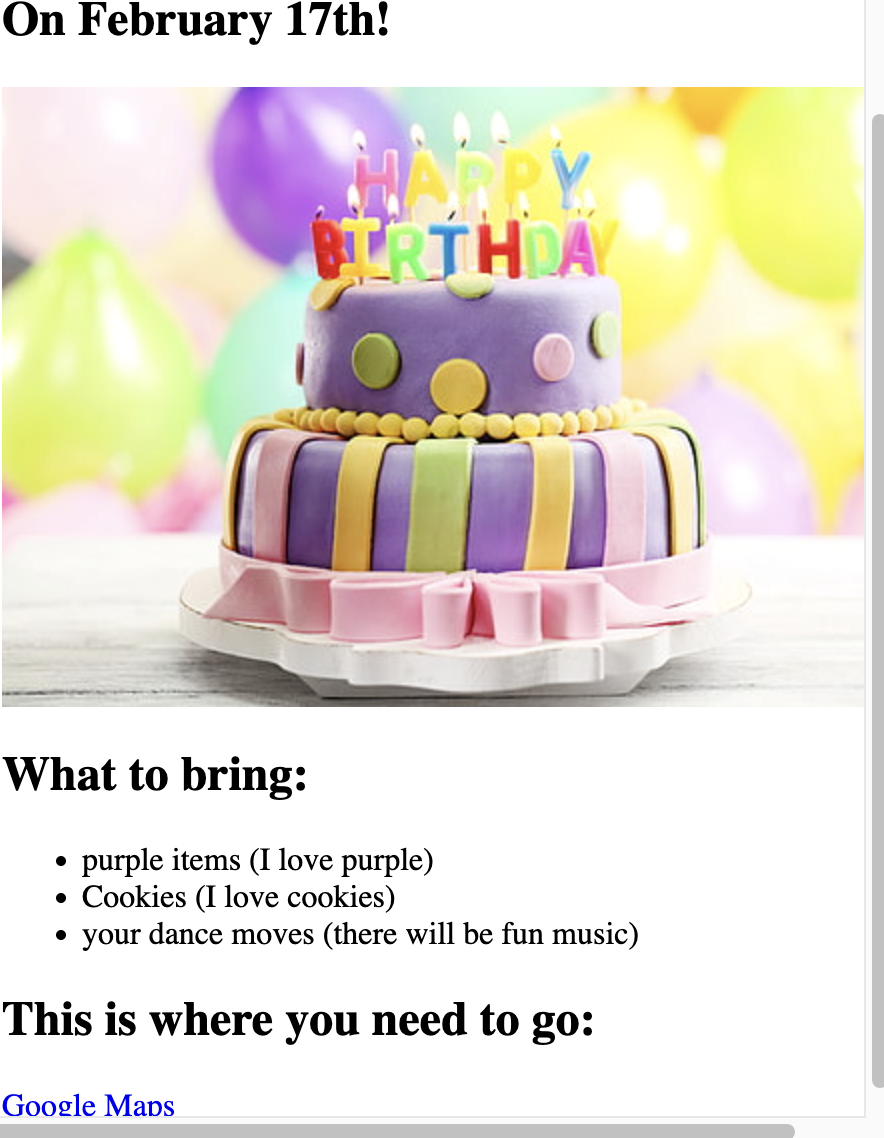 On February 17th!
HAPPY
BIRTHDAY
What to bring:
purple items (I love purple)
Cookies (I love cookies)
your dance moves (there will be fun music)
This is where you need to go:
Google Maps